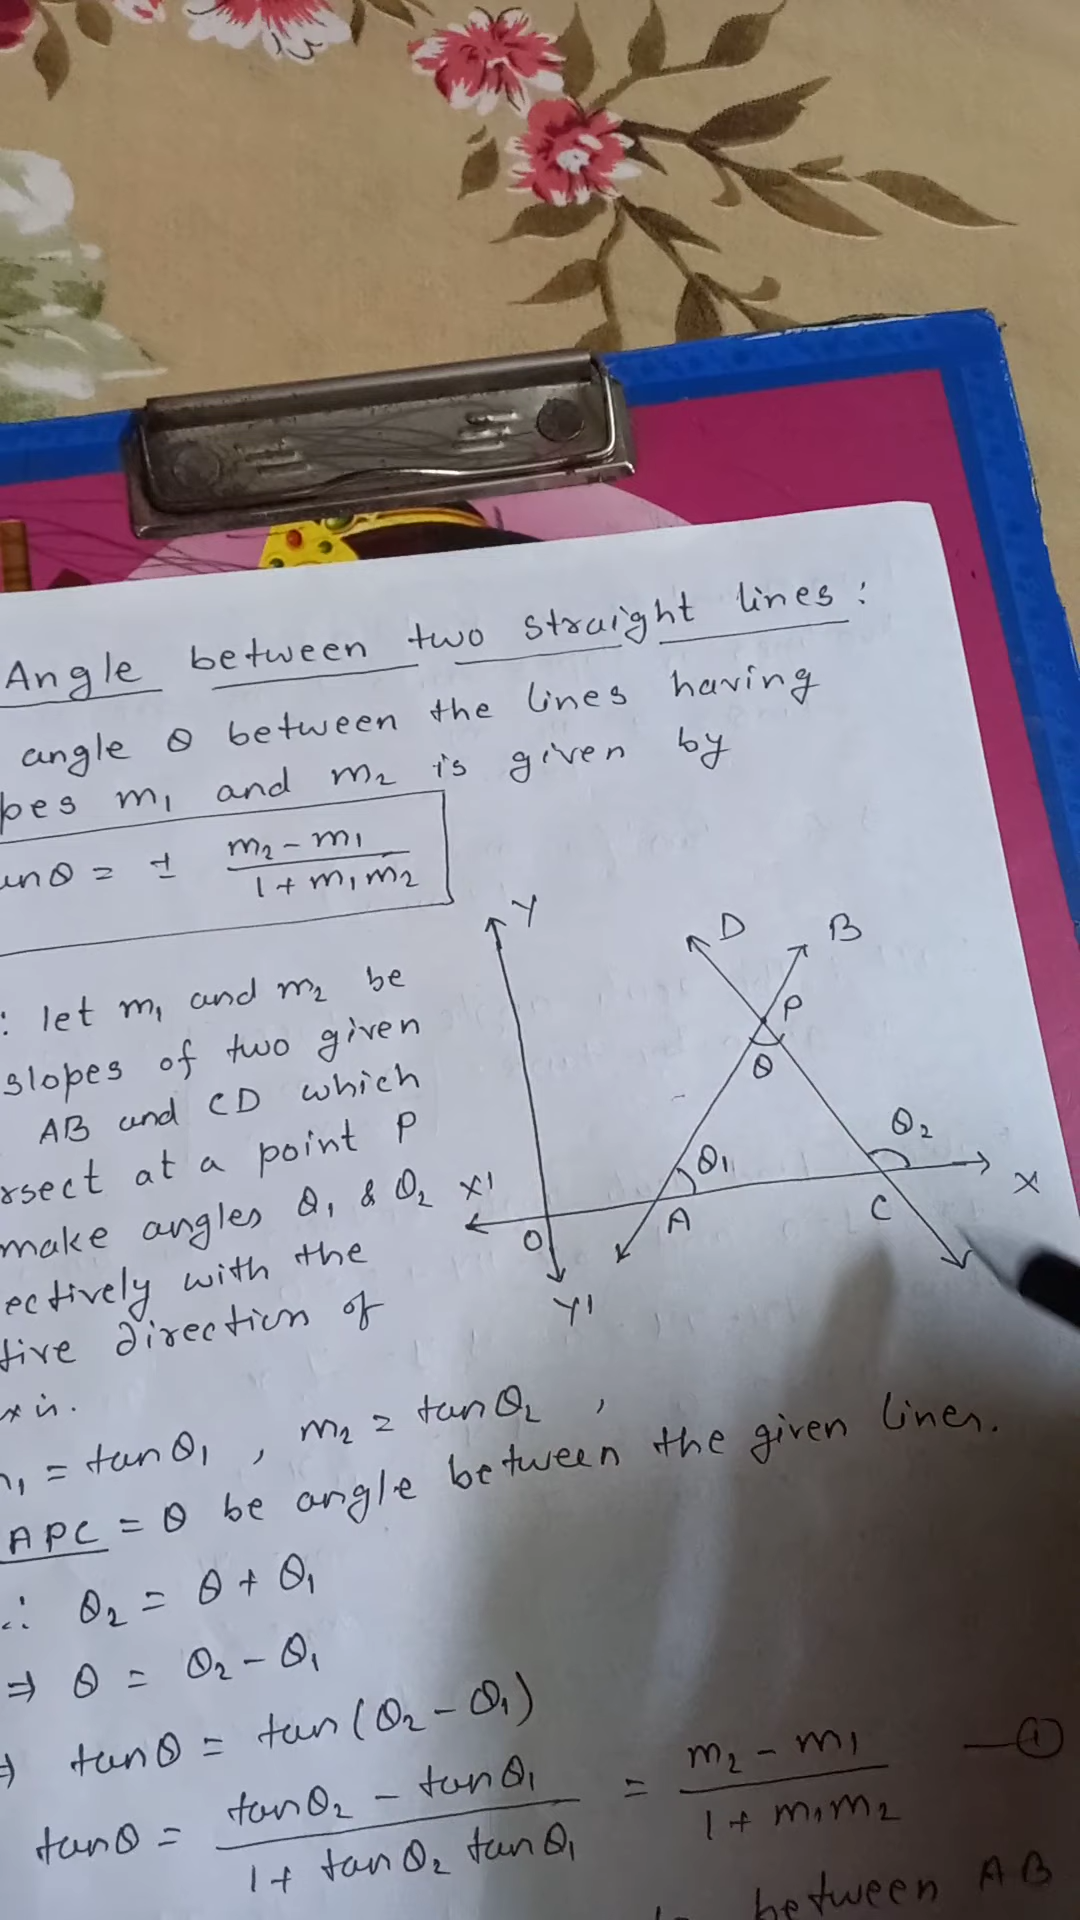 Angle between two straight lines:
angle θ between the lines having
pes m₁ and m₂ is given by
anθ = ± (m₂ - m₁)/(1 + m₁m₂)
Y
D
B
P
θ
θ₁
θ₂
X
X'
O
A
C
Y'
: let m₁ and m₂ be
slopes of two given
AB and CD which
rsect at a point P
make angles θ₁ & θ₂
ectively with the
tive direction of
x is.
m₁ = tanθ₁ , m₂ = tanθ₂ ,
APC = θ be angle between the given lines.
∴ θ₂ = θ + θ₁
⇒ θ = θ₂ - θ₁
⇒ tanθ = tan(θ₂ - θ₁)
tanθ = (tanθ₂ - tanθ₁)/(1 + tanθ₂ tanθ₁) = (m₂ - m₁)/(1 + m₁m₂) —①
between AB